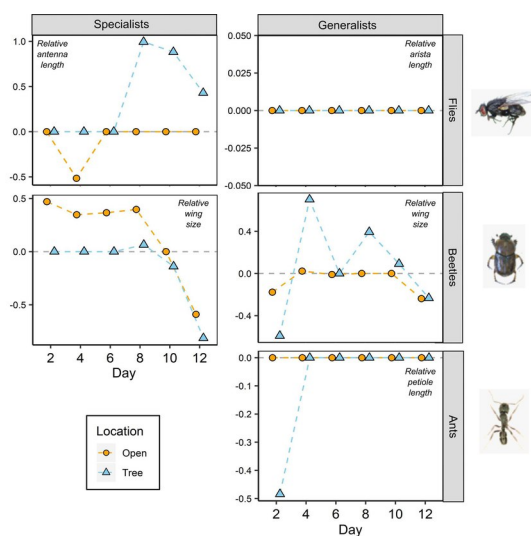 Specialists
Generalists
Relative
antenna
length
1.0
0.5
0.0
-0.5
Relative
arista
length
0.050
0.025
0.000
-0.025
-0.050
Flies
Relative
wing
size
0.5
0.0
-0.5
2 4 6 8 10 12
Day
Relative
wing
size
0.4
0.0
-0.4
Beetles
Relative
petiole
length
0.0
-0.1
-0.2
-0.3
-0.4
-0.5
Ants
2 4 6 8 10 12
Day
Location
Open
Tree